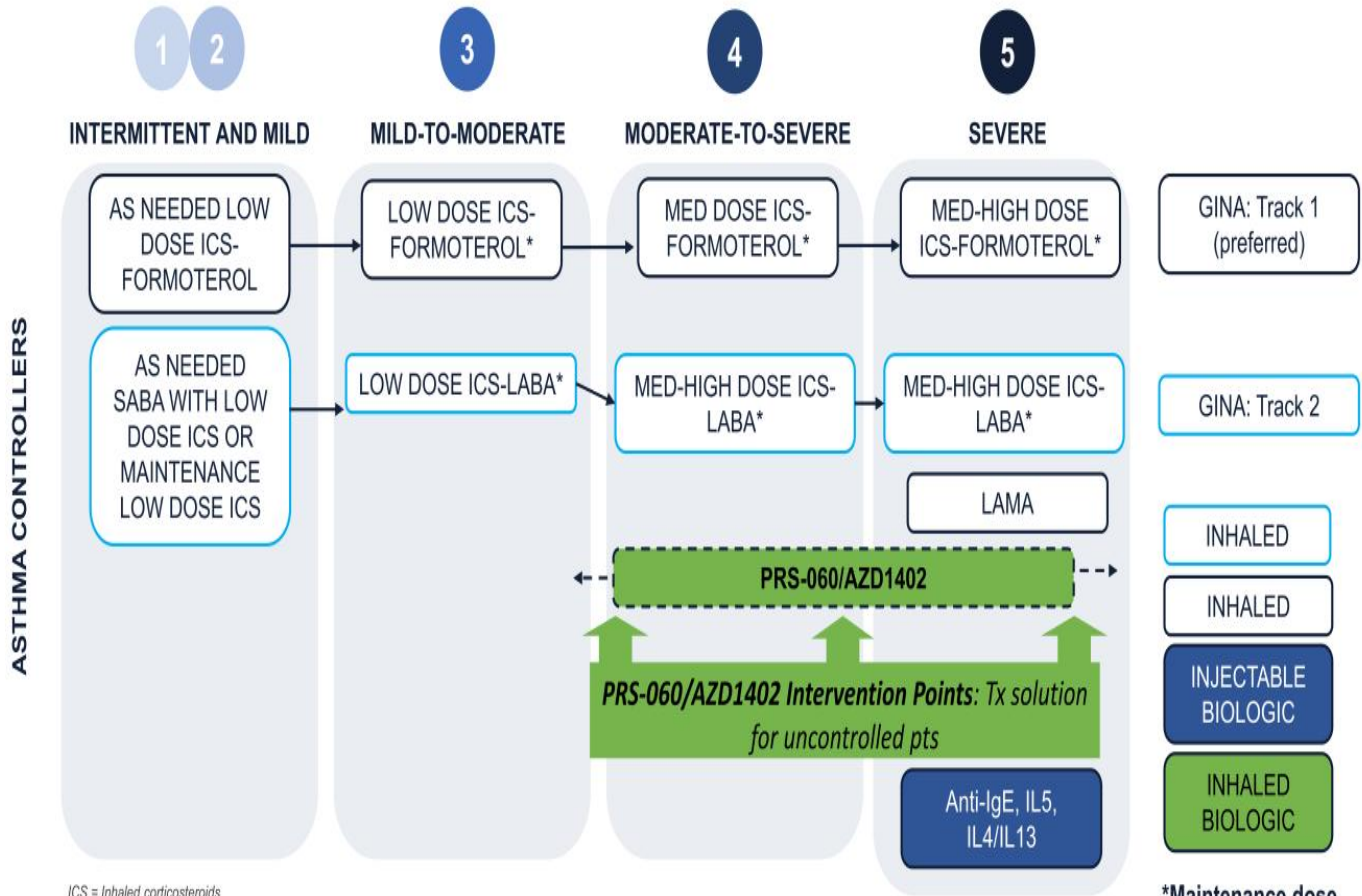 1
2
3
4
5
INTERMITTENT AND MILD
MILD-TO-MODERATE
MODERATE-TO-SEVERE
SEVERE
ASTHMA CONTROLLERS
AS NEEDED LOW
DOSE ICS-
FORMOTEROL
LOW DOSE ICS-
FORMOTEROL*
MED DOSE ICS-
FORMOTEROL*
MED-HIGH DOSE
ICS-FORMOTEROL*
GINA: Track 1
(preferred)
AS NEEDED
SABA WITH LOW
DOSE ICS OR
MAINTENANCE
LOW DOSE ICS
LOW DOSE ICS-LABA*
MED-HIGH DOSE ICS-
LABA*
MED-HIGH DOSE ICS-
LABA*
GINA: Track 2
LAMA
PRS-060/AZD1402
PRS-060/AZD1402 Intervention Points: Tx solution
for uncontrolled pts
Anti-IgE, IL5,
IL4/IL13
INHALED
INHALED
INJECTABLE
BIOLOGIC
INHALED
BIOLOGIC
ICS = Inhaled corticosteroids
*Maintenance dose